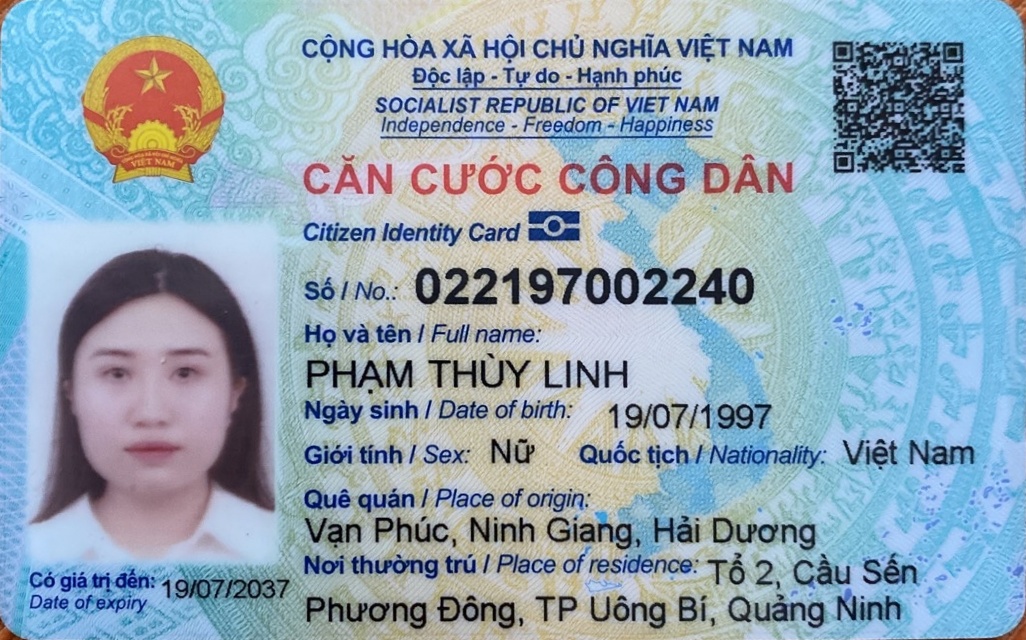 CỘNG HÒA XÃ HỘI CHỦ NGHĨA VIỆT NAM
Độc lập - Tự do - Hạnh phúc
SOCIALIST REPUBLIC OF VIET NAM
Independence - Freedom - Happiness
CĂN CƯỚC CÔNG DÂN
Citizen Identity Card
Số / No.: 022197002240
Họ và tên / Full name:
PHẠM THÙY LINH
Ngày sinh / Date of birth: 19/07/1997
Giới tính / Sex: Nữ Quốc tịch / Nationality: Việt Nam
Quê quán / Place of origin:
Vạn Phúc, Ninh Giang, Hải Dương
Nơi thường trú / Place of residence: Tổ 2, Cầu Sến
Phương Đông, TP Uông Bí, Quảng Ninh
Có giá trị đến: 19/07/2037
Date of expiry
VIỆT NAM